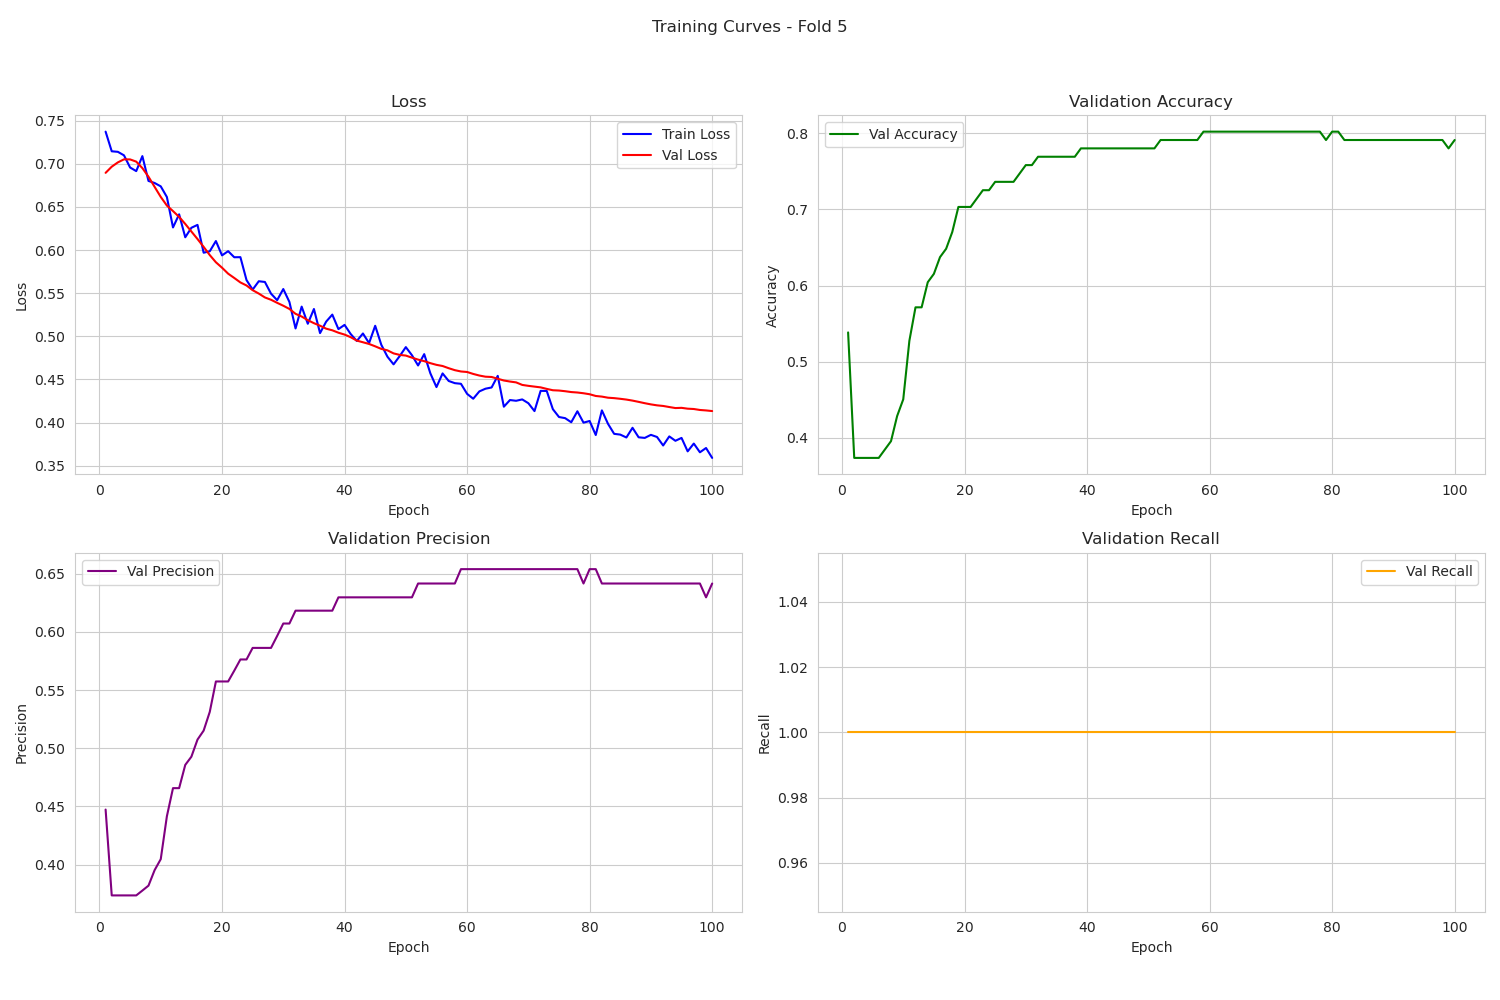 Training Curves - Fold 5
Loss
0.75
0.70
0.65
0.60
0.55
0.50
0.45
0.40
0.35
Loss
Train Loss
Val Loss
0 20 40 60 80 100
Epoch
Validation Accuracy
0.8
0.7
0.6
0.5
0.4
Accuracy
Val Accuracy
0 20 40 60 80 100
Epoch
Validation Precision
0.65
0.60
0.55
0.50
0.45
0.40
Precision
Val Precision
0 20 40 60 80 100
Epoch
Validation Recall
1.04
1.02
1.00
0.98
0.96
Recall
Val Recall
0 20 40 60 80 100
Epoch